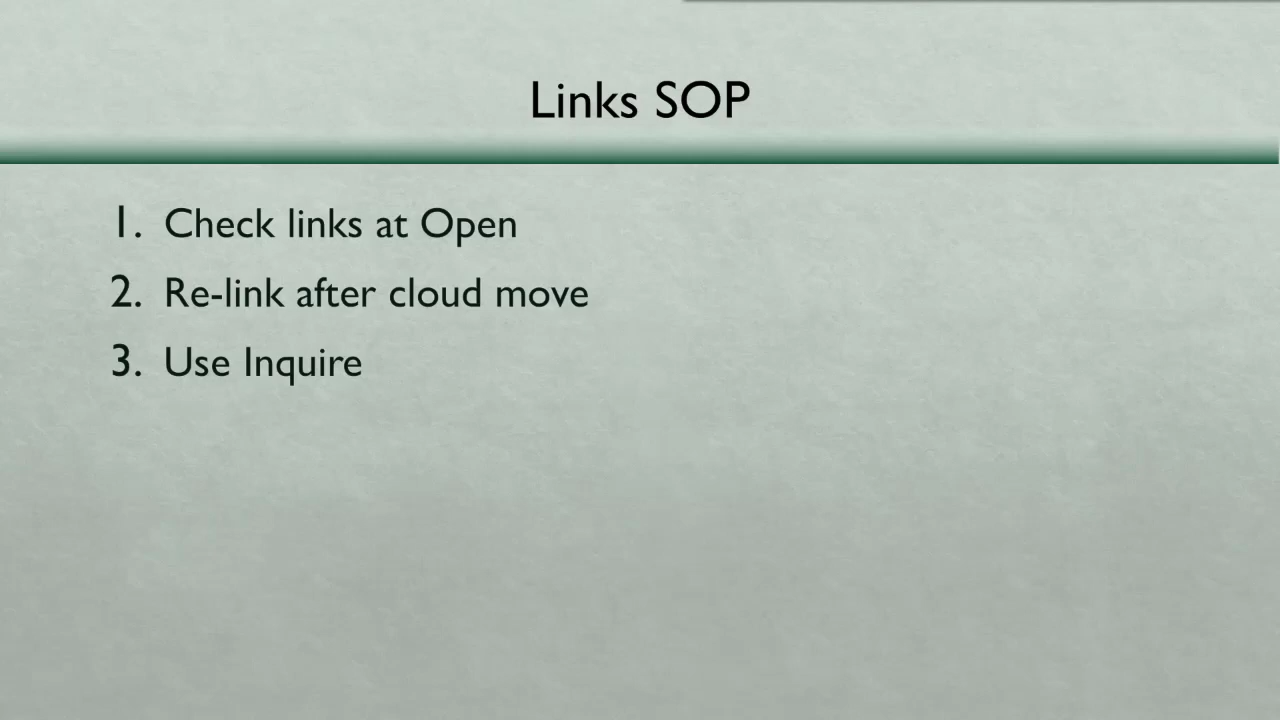 Links SOP
1. Check links at Open
2. Re-link after cloud move
3. Use Inquire